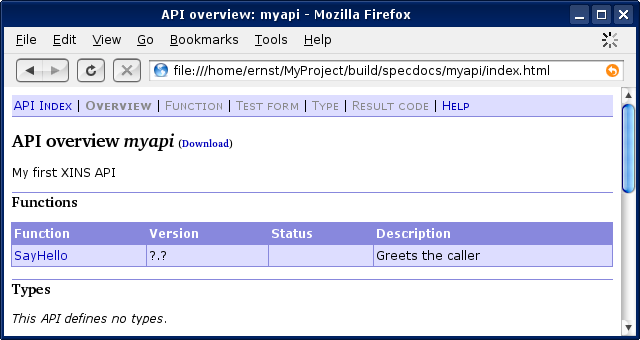 API overview: myapi - Mozilla Firefox
File Edit View Go Bookmarks Tools Help
file:///home/ernst/MyProject/build/specdocs/myapi/index.html
API Index | Overview | Function | Test form | Type | Result code | Help
API overview myapi (Download)
My first XINS API
Functions
Function Version Status Description
SayHello ?.? Greets the caller
Types
This API defines no types.